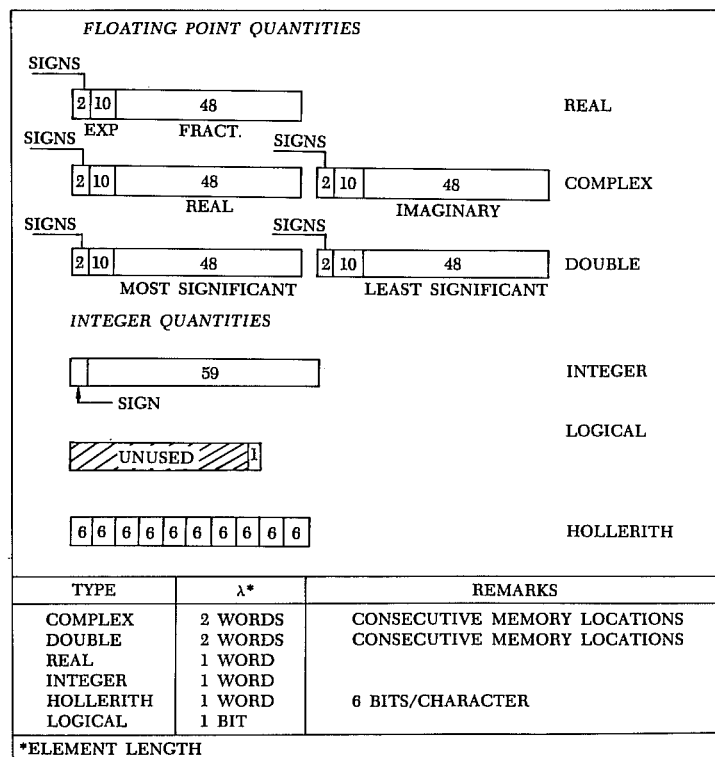 FLOATING POINT QUANTITIES
SIGNS
2 10 48 REAL
EXP FRACT.
SIGNS SIGNS
2 10 48 2 10 48 COMPLEX
REAL IMAGINARY
SIGNS SIGNS
2 10 48 2 10 48 DOUBLE
MOST SIGNIFICANT LEAST SIGNIFICANT
INTEGER QUANTITIES
59 INTEGER
SIGN
LOGICAL
UNUSED 1
6 6 6 6 6 6 6 6 6 6 HOLLERITH
TYPE λ* REMARKS
COMPLEX 2 WORDS CONSECUTIVE MEMORY LOCATIONS
DOUBLE 2 WORDS CONSECUTIVE MEMORY LOCATIONS
REAL 1 WORD
INTEGER 1 WORD
HOLLERITH 1 WORD 6 BITS/CHARACTER
LOGICAL 1 BIT
*ELEMENT LENGTH